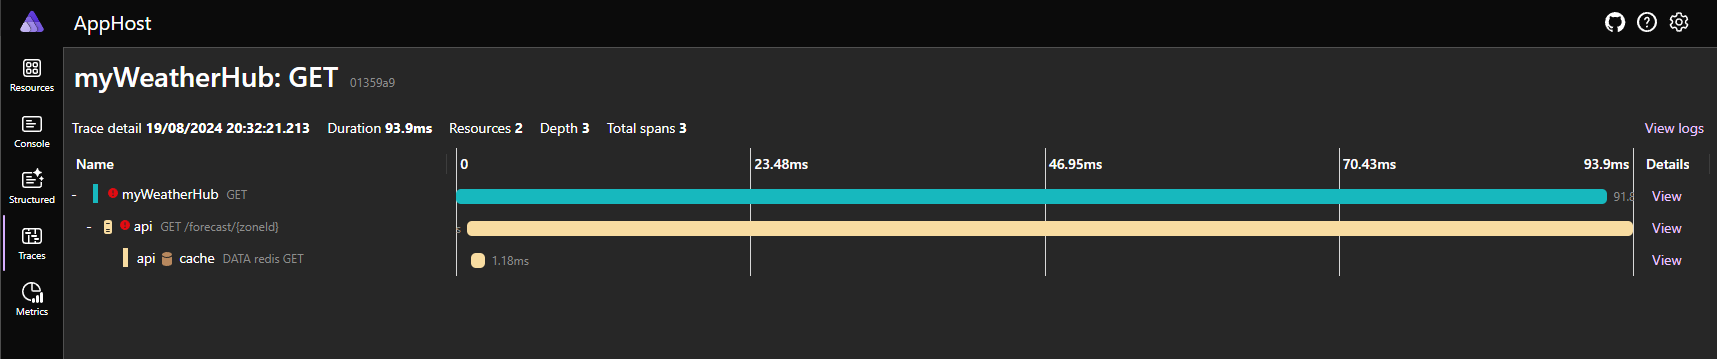 AppHost
Resources
Console
Structured
Traces
Metrics
myWeatherHub: GET 01359a9
Trace detail 19/08/2024 20:32:21.213 Duration 93.9ms Resources 2 Depth 3 Total spans 3 View logs
Name 0 23.48ms 46.95ms 70.43ms 93.9ms Details
- myWeatherHub GET View
- api GET /forecast/{zoneId} s View
api cache DATA redis GET 1.18ms View